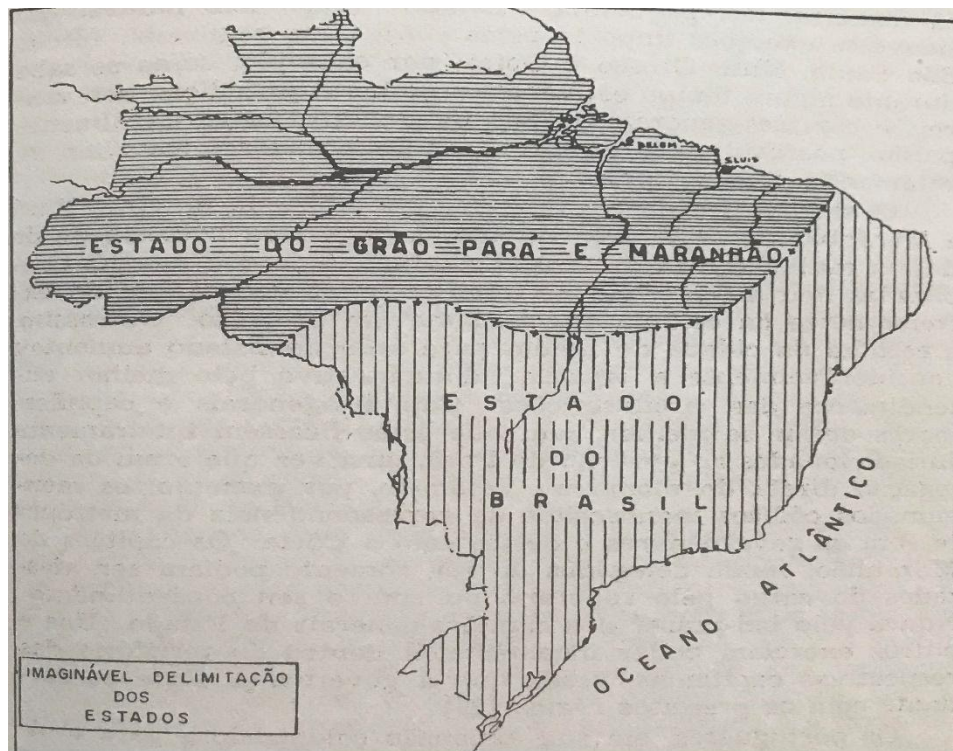 BELEM
S.LUIS
ESTADO DO GRÃO PARÁ E MARANHÃO
ESTADO
DO
BRASIL
OCEANO ATLÂNTICO
IMAGINÁVEL DELIMITAÇÃO
DOS
ESTADOS